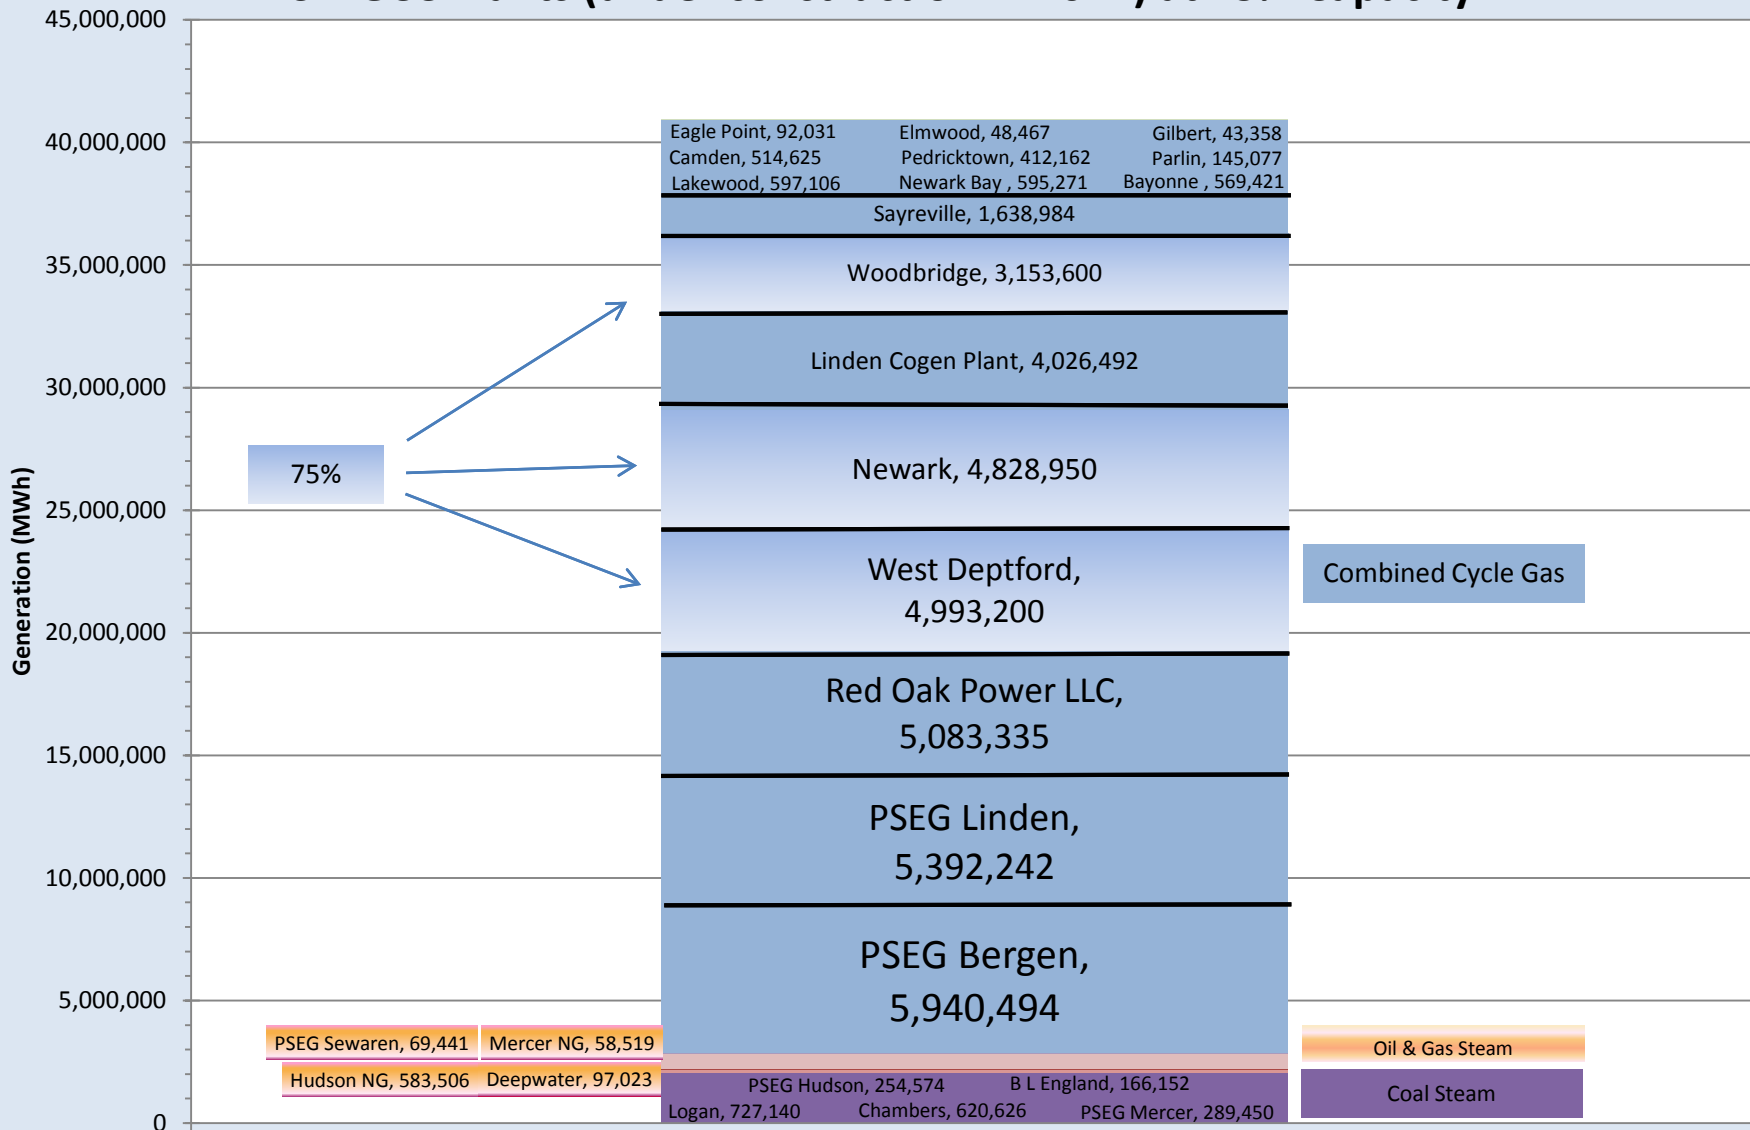 45,000,000
40,000,000
35,000,000
30,000,000
25,000,000
20,000,000
15,000,000
10,000,000
5,000,000
0
Generation (MWh)
Eagle Point, 92,031 Elmwood, 48,467 Gilbert, 43,358
Camden, 514,625 Pedricktown, 412,162 Parlin, 145,077
Lakewood, 597,106 Newark Bay , 595,271 Bayonne , 569,421
Sayreville, 1,638,984
Woodbridge, 3,153,600
Linden Cogen Plant, 4,026,492
75%
Newark, 4,828,950
West Deptford,
4,993,200
Combined Cycle Gas
Red Oak Power LLC,
5,083,335
PSEG Linden,
5,392,242
PSEG Bergen,
5,940,494
PSEG Sewaren, 69,441 Mercer NG, 58,519
Oil & Gas Steam
Hudson NG, 583,506 Deepwater, 97,023
PSEG Hudson, 254,574 B L England, 166,152
Coal Steam
Logan, 727,140 Chambers, 620,626 PSEG Mercer, 289,450